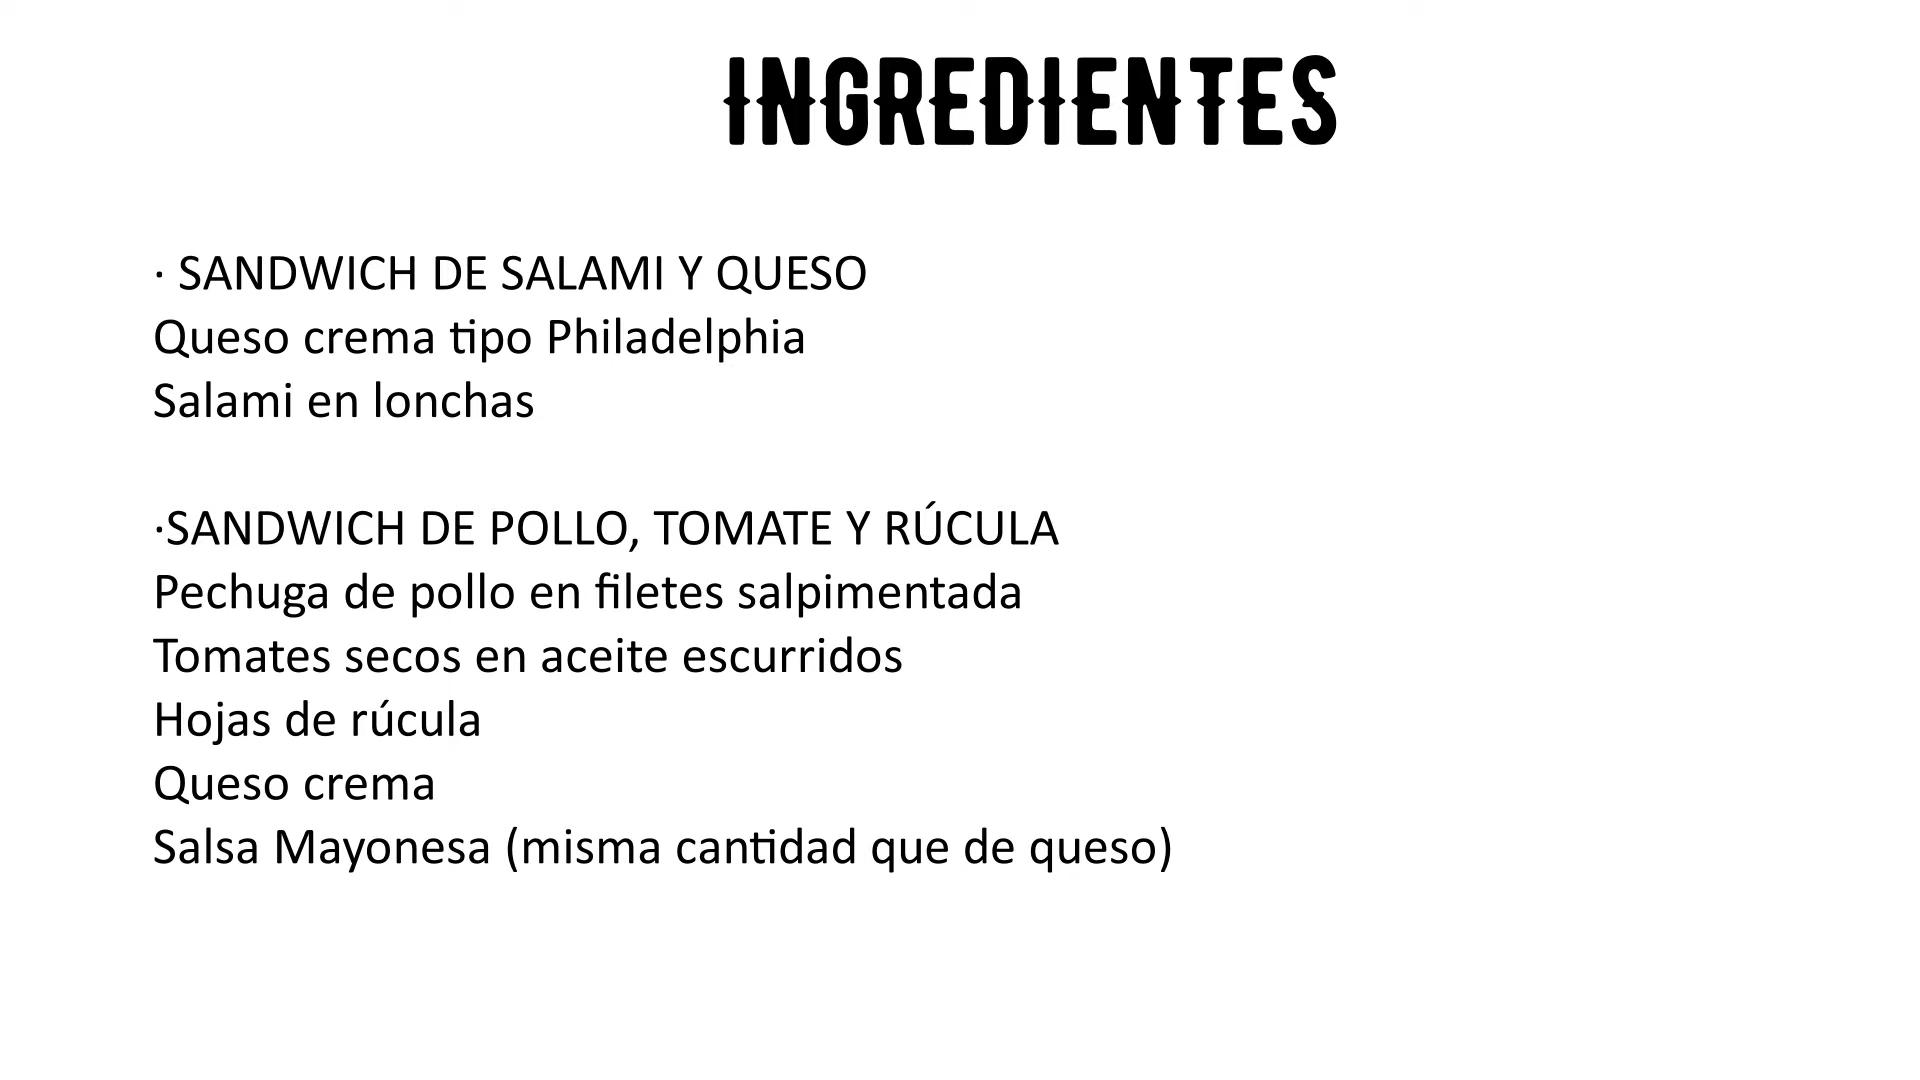 INGREDIENTES
· SANDWICH DE SALAMI Y QUESO
Queso crema tipo Philadelphia
Salami en lonchas
·SANDWICH DE POLLO, TOMATE Y RÚCULA
Pechuga de pollo en filetes salpimentada
Tomates secos en aceite escurridos
Hojas de rúcula
Queso crema
Salsa Mayonesa (misma cantidad que de queso)